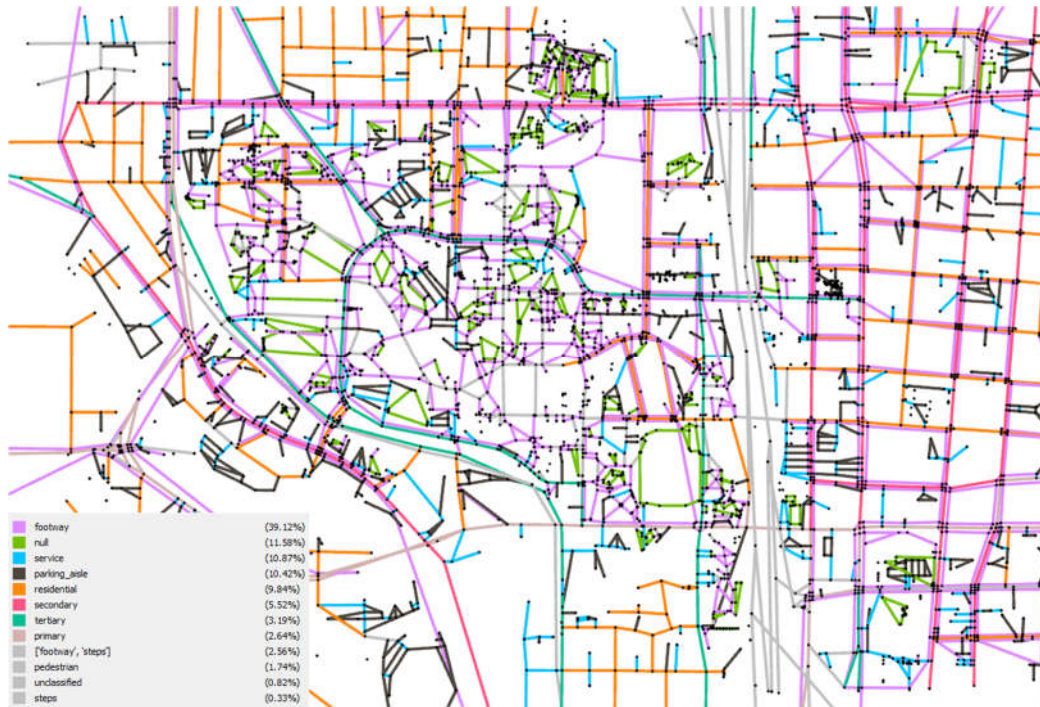 footway (39.12%)
null (11.58%)
service (10.87%)
parking_aisle (10.42%)
residential (9.84%)
secondary (5.52%)
tertiary (3.19%)
primary (2.64%)
['footway', 'steps'] (2.56%)
pedestrian (1.74%)
unclassified (0.82%)
steps (0.33%)